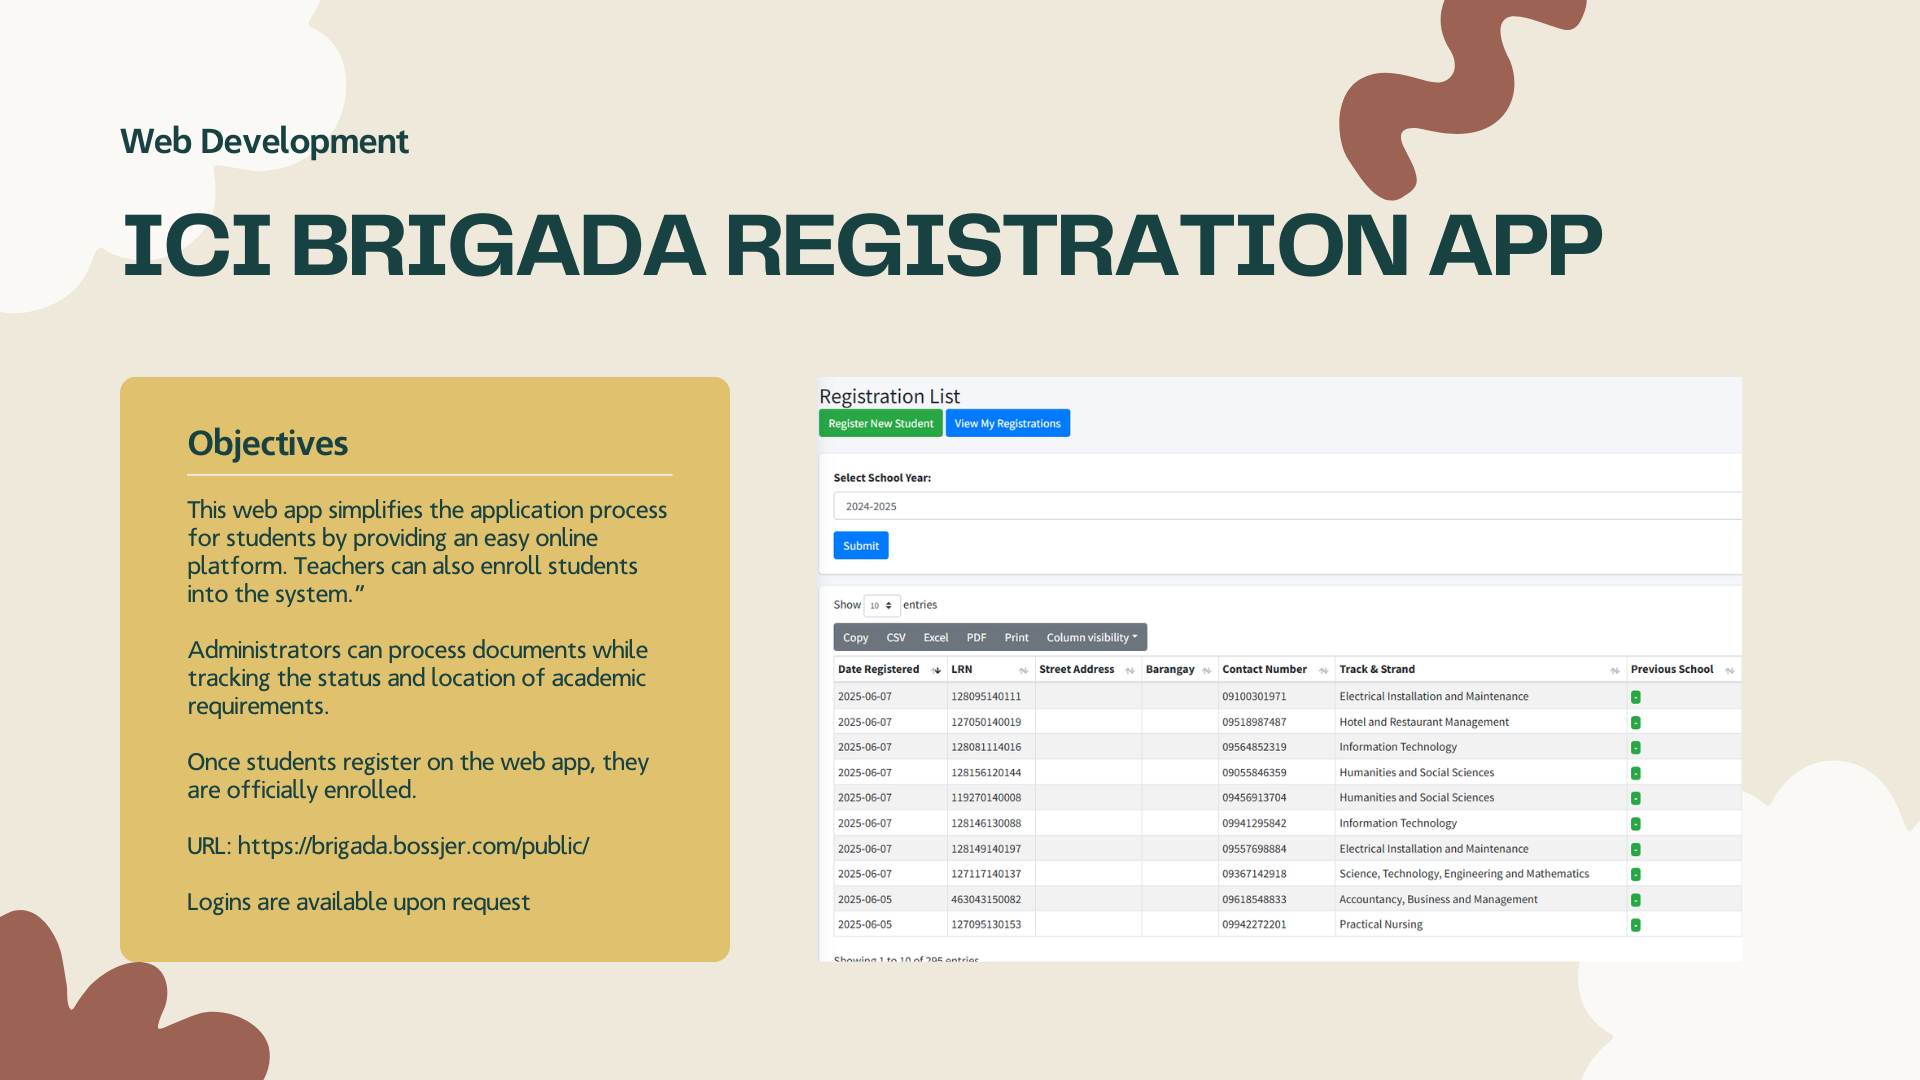 Web Development
ICI BRIGADA REGISTRATION APP
Objectives
This web app simplifies the application process
for students by providing an easy online
platform. Teachers can also enroll students
into the system.”
Administrators can process documents while
tracking the status and location of academic
requirements.
Once students register on the web app, they
are officially enrolled.
URL: https://brigada.bossjer.com/public/
Logins are available upon request
Registration List
Register New Student View My Registrations
Select School Year:
2024-2025
Submit
Show 10 entries
Copy CSV Excel PDF Print Column visibility
Date Registered LRN Street Address Barangay Contact Number Track & Strand Previous School
2025-06-07 128095140111 09100301971 Electrical Installation and Maintenance -
2025-06-07 127050140019 09518987487 Hotel and Restaurant Management -
2025-06-07 128081114016 09564852319 Information Technology -
2025-06-07 128156120144 09055846359 Humanities and Social Sciences -
2025-06-07 119270140008 09456913704 Humanities and Social Sciences -
2025-06-07 128146130088 09941295842 Information Technology -
2025-06-07 128149140197 09557698884 Electrical Installation and Maintenance -
2025-06-07 127117140137 09367142918 Science, Technology, Engineering and Mathematics -
2025-06-05 463043150082 09618548833 Accountancy, Business and Management -
2025-06-05 127095130153 09942272201 Practical Nursing -
Showing 1 to 10 of 295 entries